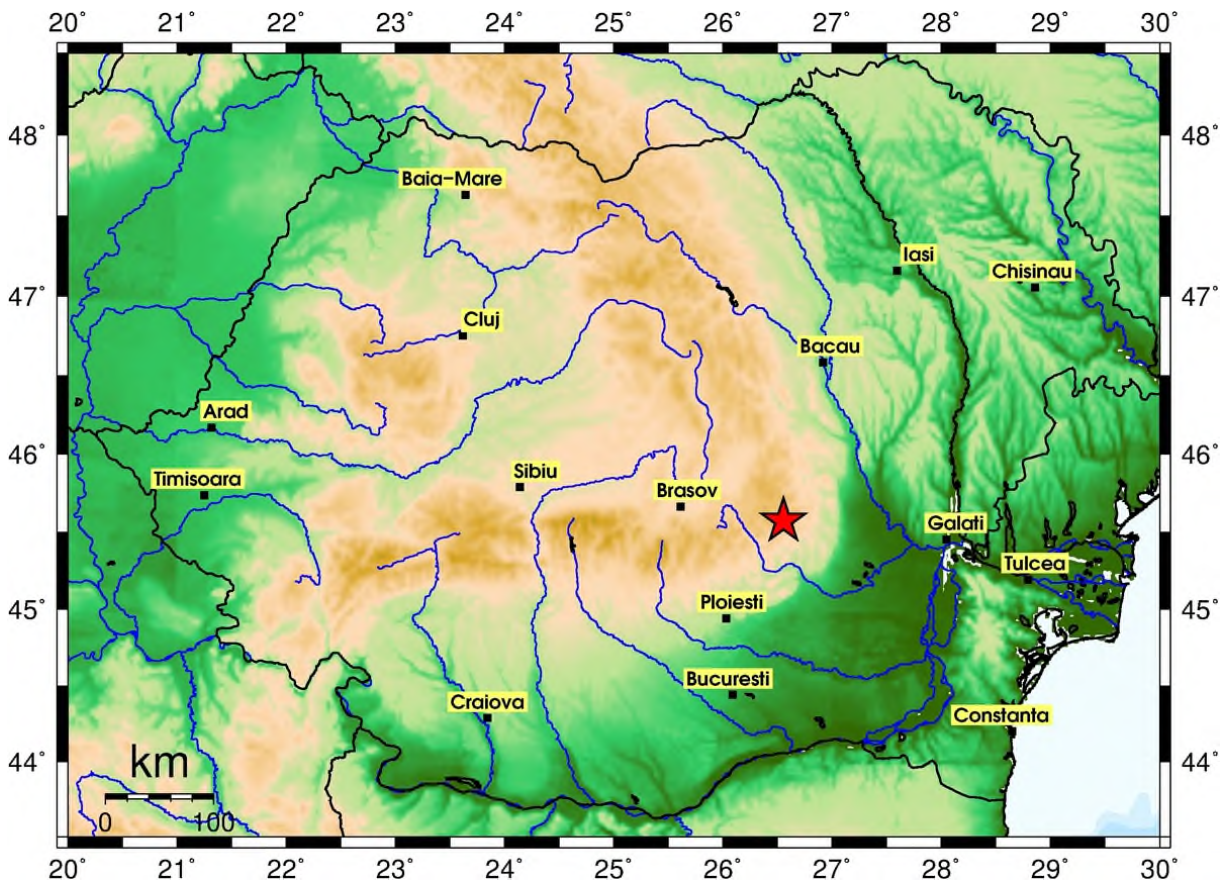 20˚ 21˚ 22˚ 23˚ 24˚ 25˚ 26˚ 27˚ 28˚ 29˚ 30˚
48˚ 48˚
Baia-Mare
Iasi
Chisinau
47˚ 47˚
Cluj
Bacau
Arad
46˚ 46˚
Timisoara
Sibiu
Brasov
Galati
Tulcea
45˚ 45˚
Ploiesti
Bucuresti
Craiova
Constanta
44˚ 44˚
km
0 100
20˚ 21˚ 22˚ 23˚ 24˚ 25˚ 26˚ 27˚ 28˚ 29˚ 30˚